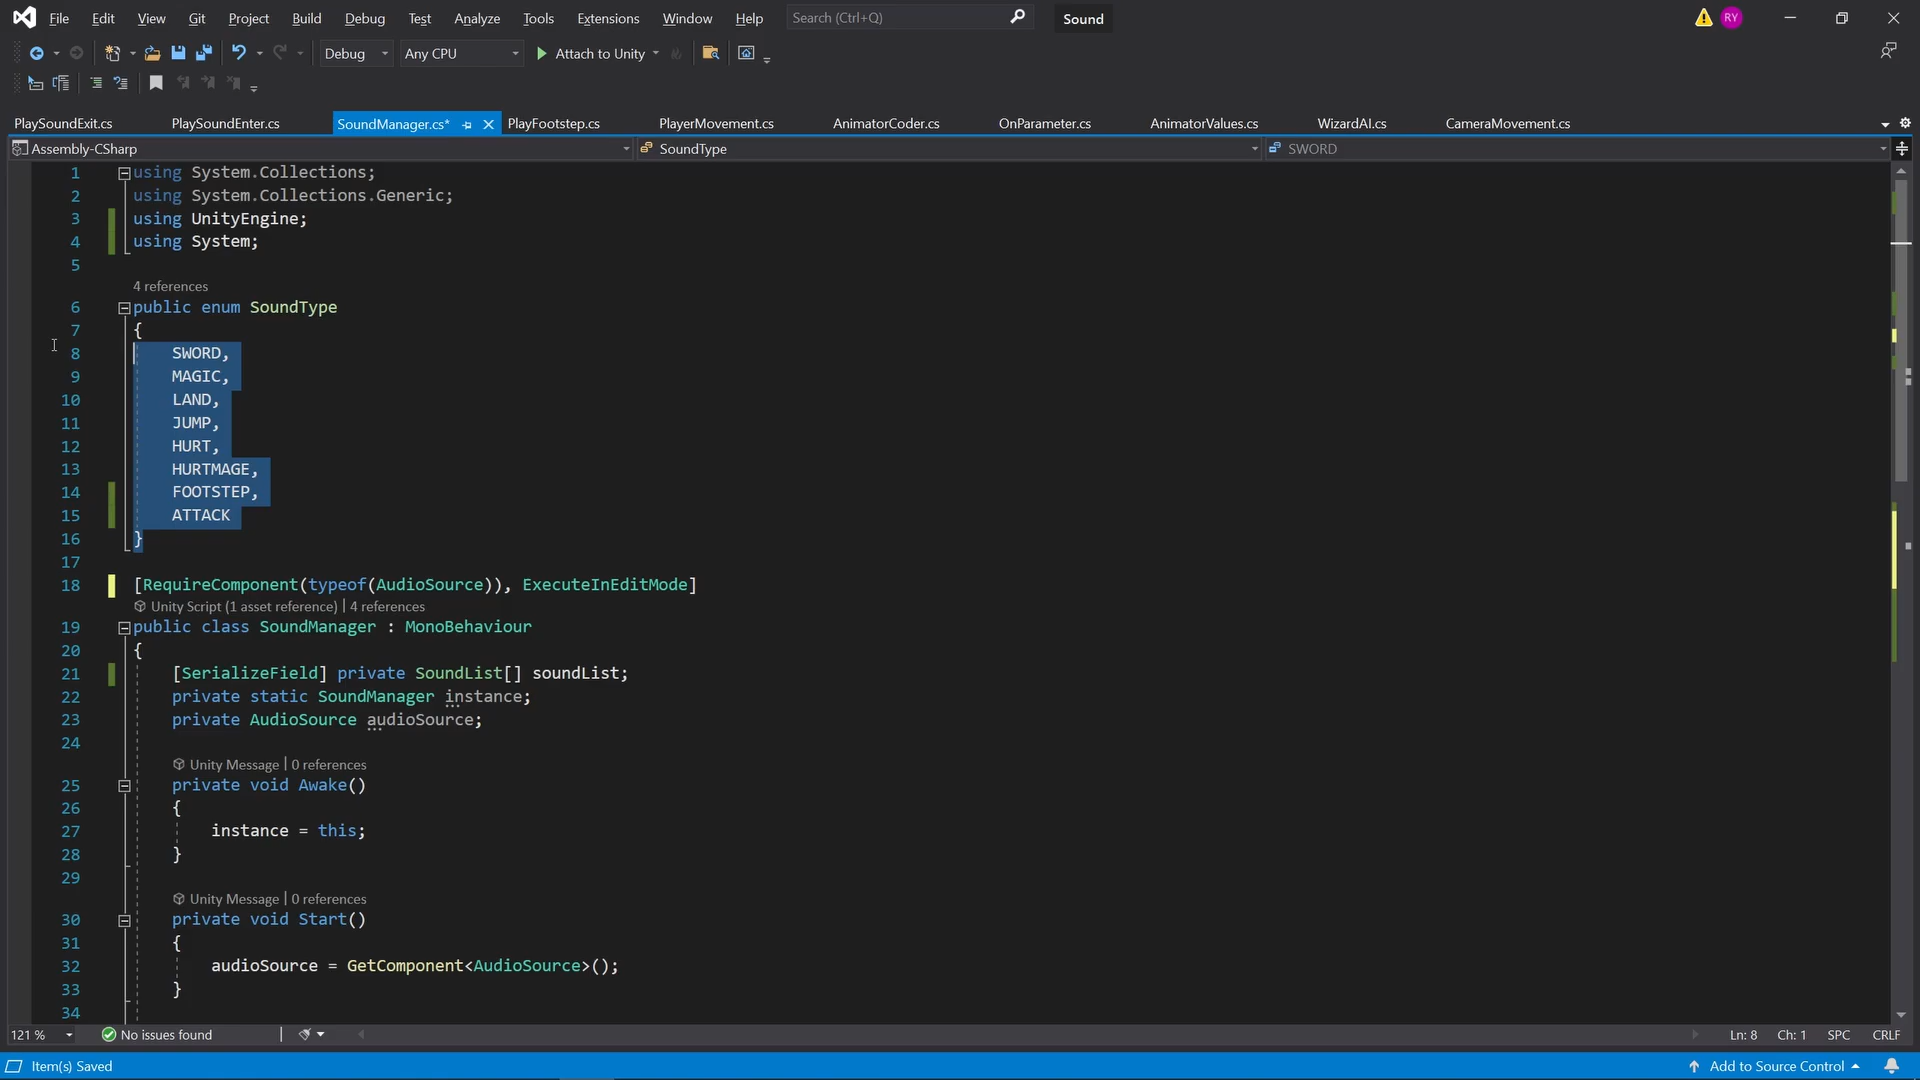 File Edit View Git Project Build Debug Test Analyze Tools Extensions Window Help Search (Ctrl+Q) Sound RY
Debug Any CPU Attach to Unity
PlaySoundExit.cs PlaySoundEnter.cs SoundManager.cs* PlayFootstep.cs PlayerMovement.cs AnimatorCoder.cs OnParameter.cs AnimatorValues.cs WizardAI.cs CameraMovement.cs
Assembly-CSharp SoundType SWORD
1 using System.Collections;
2 using System.Collections.Generic;
3 using UnityEngine;
4 using System;
5
4 references
6 public enum SoundType
7 {
8 SWORD,
9 MAGIC,
10 LAND,
11 JUMP,
12 HURT,
13 HURTMAGE,
14 FOOTSTEP,
15 ATTACK
16 }
17
18 [RequireComponent(typeof(AudioSource)), ExecuteInEditMode]
Unity Script (1 asset reference) | 4 references
19 public class SoundManager : MonoBehaviour
20 {
21 [SerializeField] private SoundList[] soundList;
22 private static SoundManager instance;
23 private AudioSource audioSource;
24
Unity Message | 0 references
25 private void Awake()
26 {
27 instance = this;
28 }
29
Unity Message | 0 references
30 private void Start()
31 {
32 audioSource = GetComponent<AudioSource>();
33 }
34
121 % No issues found Ln: 8 Ch: 1 SPC CRLF
Item(s) Saved Add to Source Control